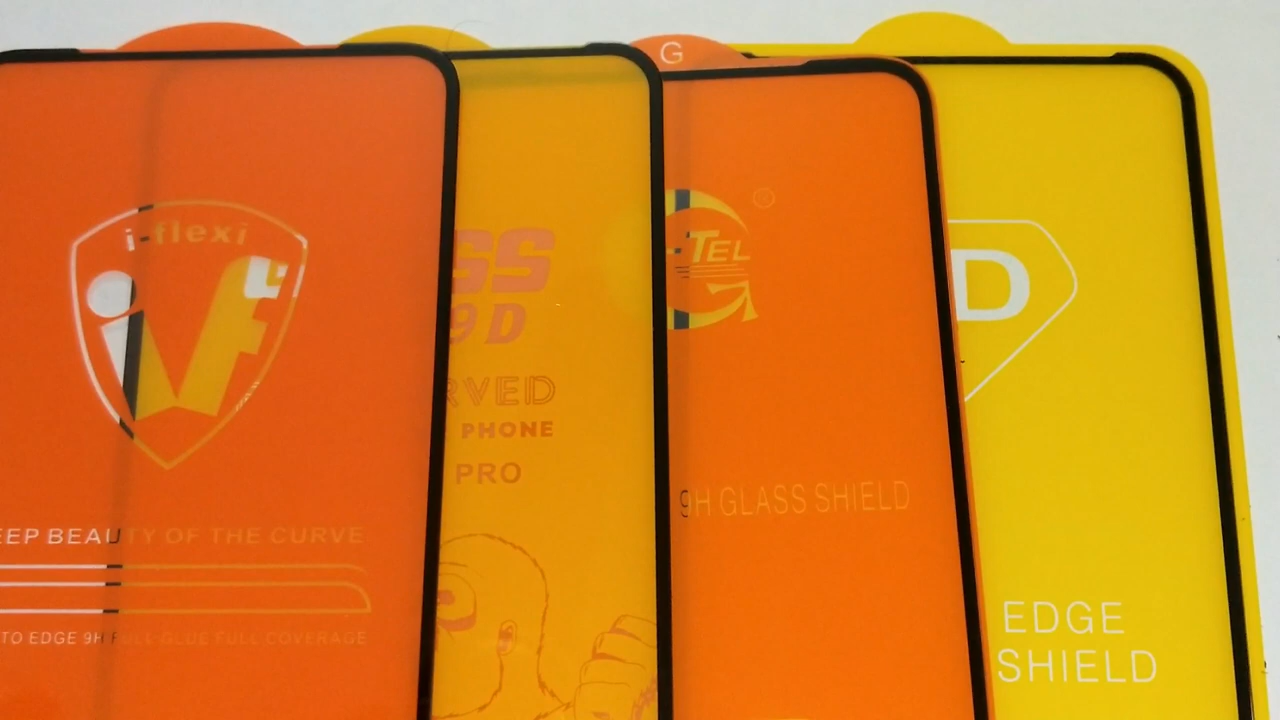 i-flexi
EEP BEAUTY OF THE CURVE
TO EDGE 9H FULL GLUE FULL COVERAGE
SS
9D
RVED
PHONE
PRO
G
-TEL
®
9H GLASS SHIELD
D
EDGE
SHIELD